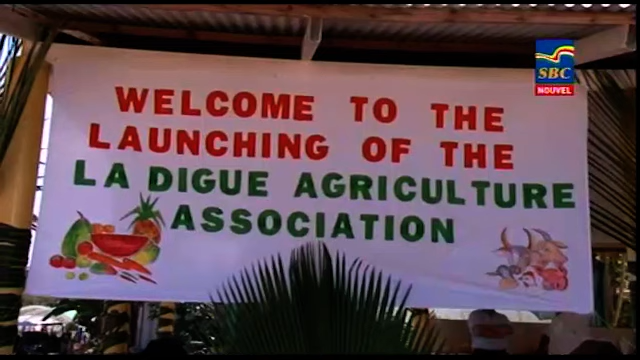 SBC
NOUVEL
WELCOME TO THE
LAUNCHING OF THE
LA DIGUE AGRICULTURE
ASSOCIATION